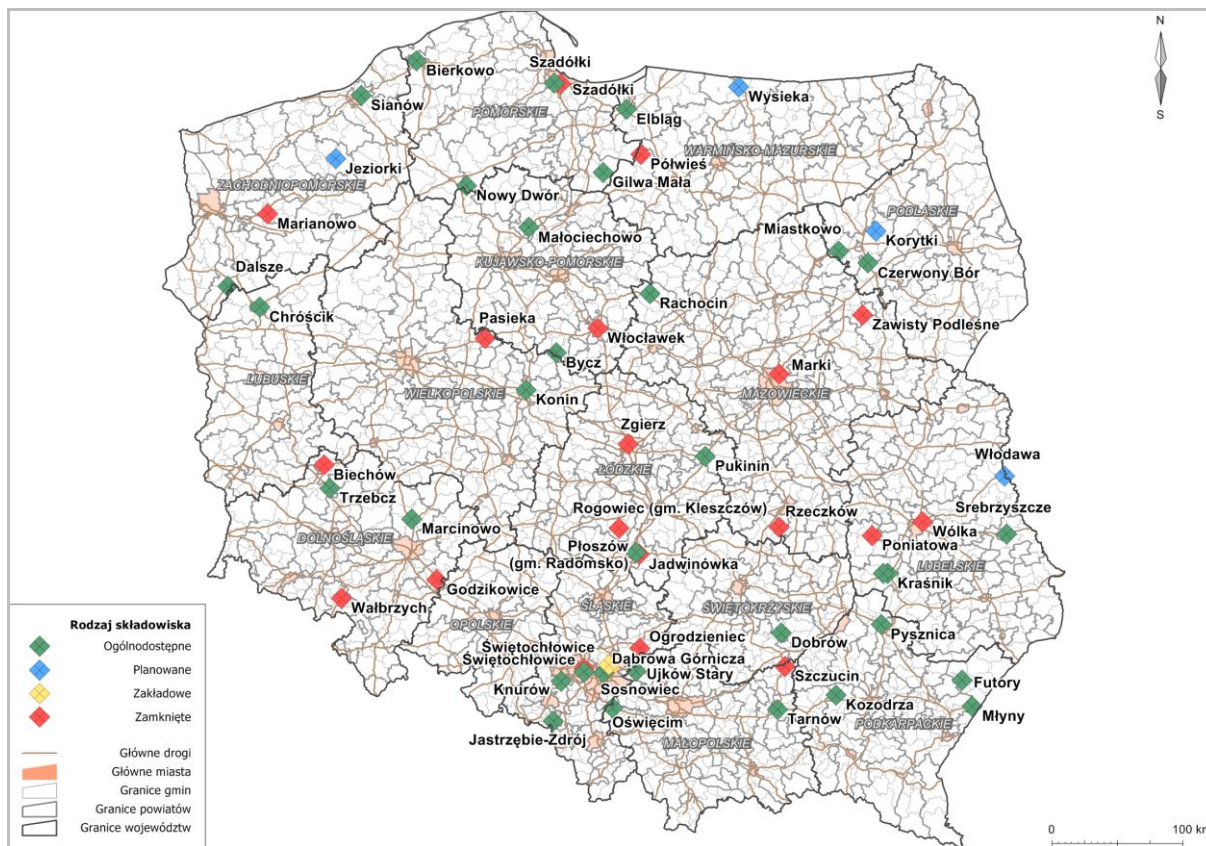 N
S
Bierkowo
Szadółki
Szadółki
Sianów
POMORSKIE
Elbląg
Wysieka
Jeziorki
ZACHODNIOPOMORSKIE
Półwieś
WARMIŃSKO-MAZURSKIE
Gilwa Mała
Nowy Dwór
Marianowo
Małociechowo
PODLASKIE
Miastkowo
Korytki
KUJAWSKO-POMORSKIE
Czerwony Bór
Dalsze
Chróścik
Rachocin
Pasieka
Włocławek
Zawisty Podleśne
Bycz
Marki
LUBUSKIE
WIELKOPOLSKIE
Konin
MAZOWIECKIE
Zgierz
ŁÓDZKIE
Pukinin
Włodawa
Biechów
Trzebcz
Rogowiec (gm. Kleszczów)
Rzeczków
Srebrzyszcze
Marcinowo
DOLNOŚLĄSKIE
Wólka
Poniatowa
Płoszów
(gm. Radomsko)
Jadwinówka
LUBELSKIE
Kraśnik
Godzikowice
Wałbrzych
ŚLĄSKIE
ŚWIĘTOKRZYSKIE
OPOLSKIE
Ogrodzieniec
Dobrów
Pysznica
Świętochłowice
Świętochłowice
Dąbrowa Górnicza
Ujków Stary
Szczucin
Knurów
Sosnowiec
Kozodrza
Futory
Oświęcim
Tarnów
Młyny
PODKARPACKIE
Jastrzębie-Zdrój
MAŁOPOLSKIE
Rodzaj składowiska
Ogólnodostępne
Planowane
Zakładowe
Zamknięte
Główne drogi
Główne miasta
Granice gmin
Granice powiatów
Granice województw
0 100 km